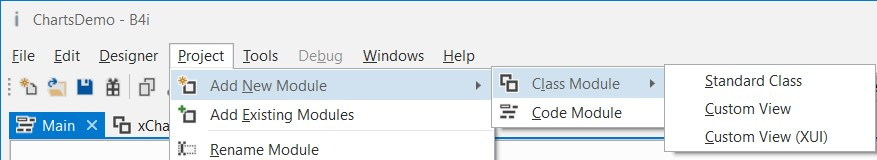 ChartsDemo - B4i
File Edit Designer Project Tools Debug Windows Help
Add New Module
Class Module
Standard Class
Add Existing Modules
Code Module
Custom View
Main
xCha
Rename Module
Custom View (XUI)